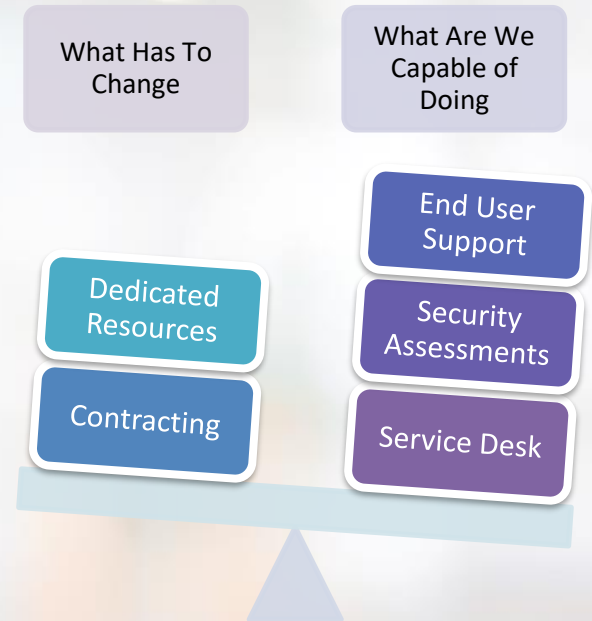 What Has To
Change
What Are We
Capable of
Doing
Dedicated
Resources
Contracting
End User
Support
Security
Assessments
Service Desk